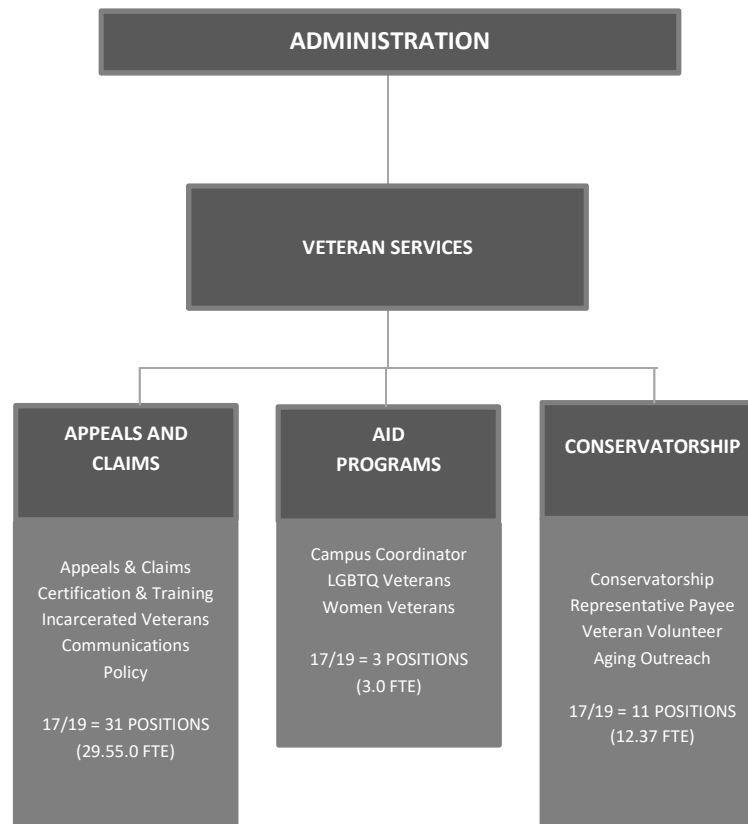 ADMINISTRATION
VETERAN SERVICES
APPEALS AND
CLAIMS
Appeals & Claims
Certification & Training
Incarcerated Veterans
Communications
Policy
17/19 = 31 POSITIONS
(29.55.0 FTE)
AID
PROGRAMS
Campus Coordinator
LGBTQ Veterans
Women Veterans
17/19 = 3 POSITIONS
(3.0 FTE)
CONSERVATORSHIP
Conservatorship
Representative Payee
Veteran Volunteer
Aging Outreach
17/19 = 11 POSITIONS
(12.37 FTE)